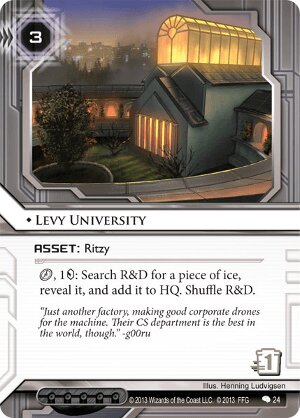 3
♦ LEVY UNIVERSITY
ASSET: Ritzy
, 1: Search R&D for a piece of ice,
reveal it, and add it to HQ. Shuffle R&D.
"Just another factory, making good corporate drones
for the machine. Their CS department is the best in
the world, though." -g00ru
1
Illus. Henning Ludvigsen
© 2013 Wizards of the Coast LLC. © 2013 FFG 24